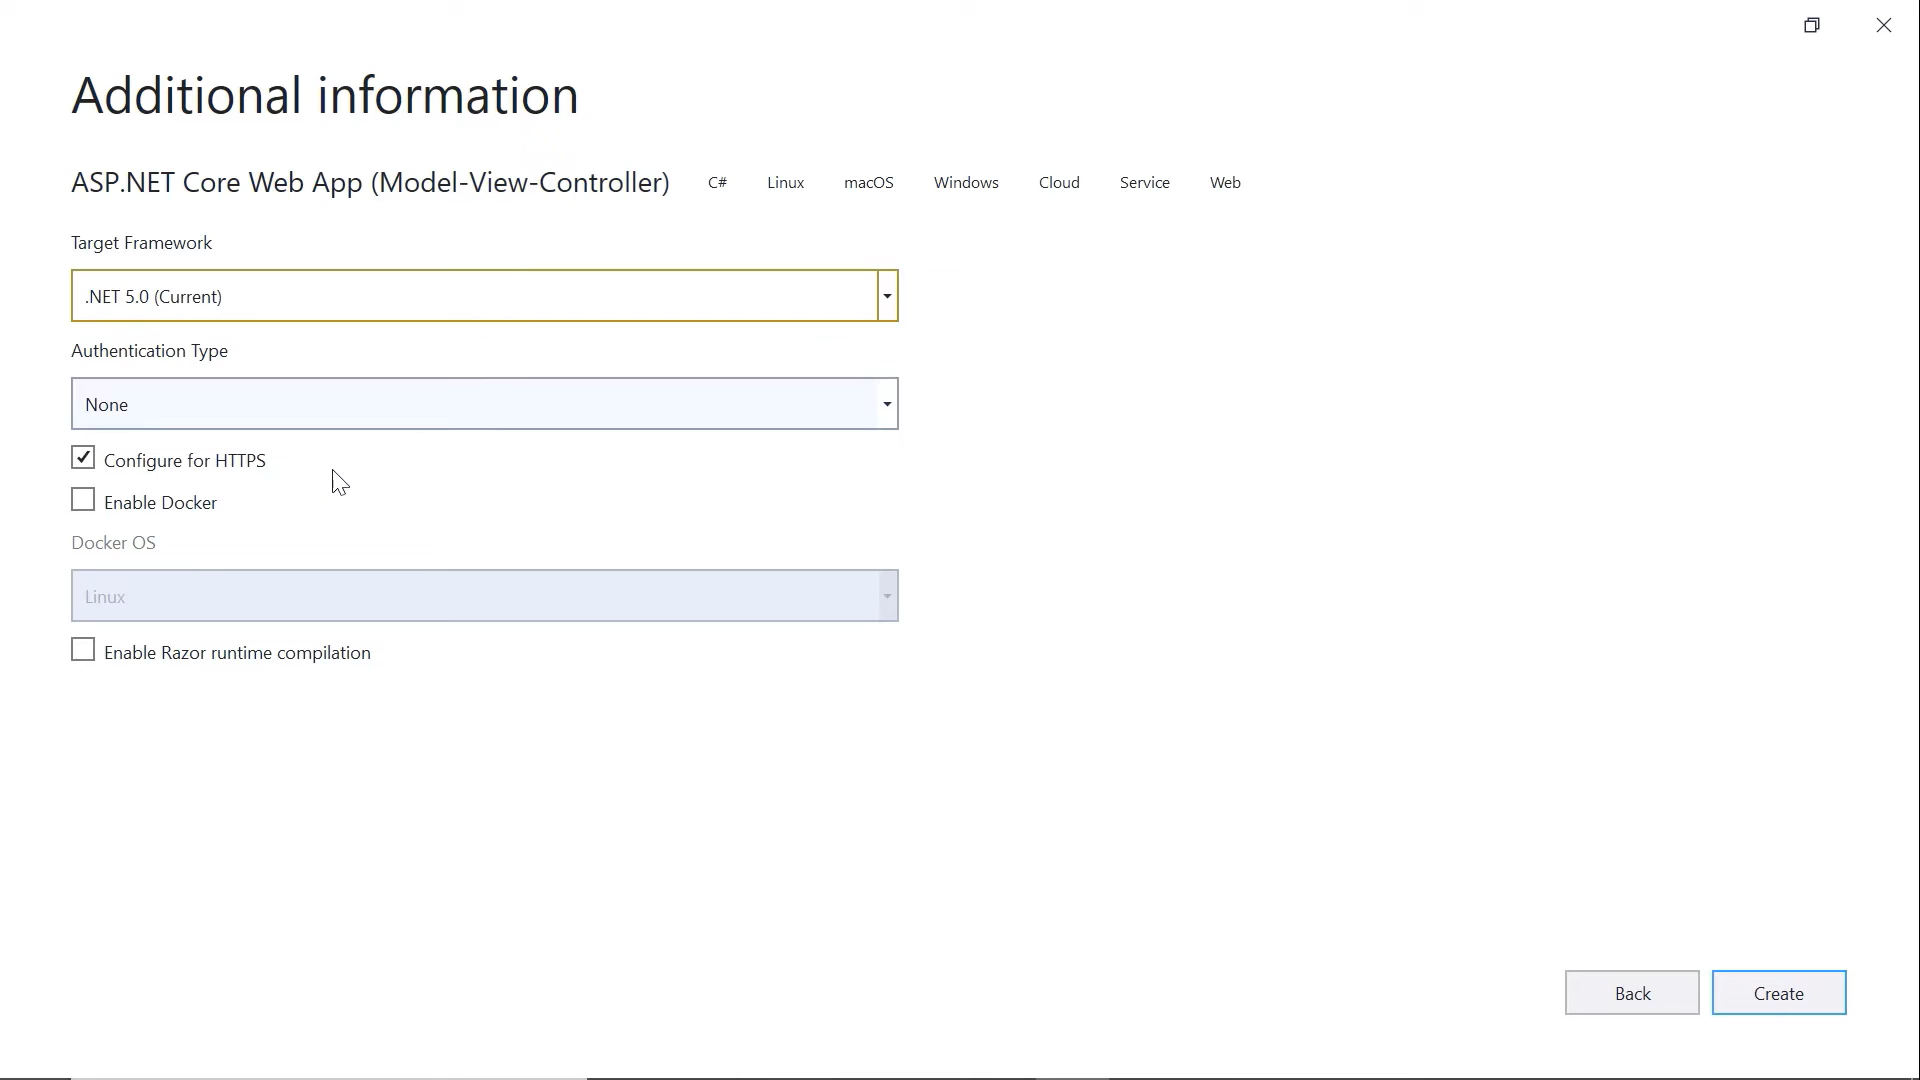 Additional information
ASP.NET Core Web App (Model-View-Controller) C# Linux macOS Windows Cloud Service Web
Target Framework
.NET 5.0 (Current)
Authentication Type
None
Configure for HTTPS
Enable Docker
Docker OS
Linux
Enable Razor runtime compilation
Back Create